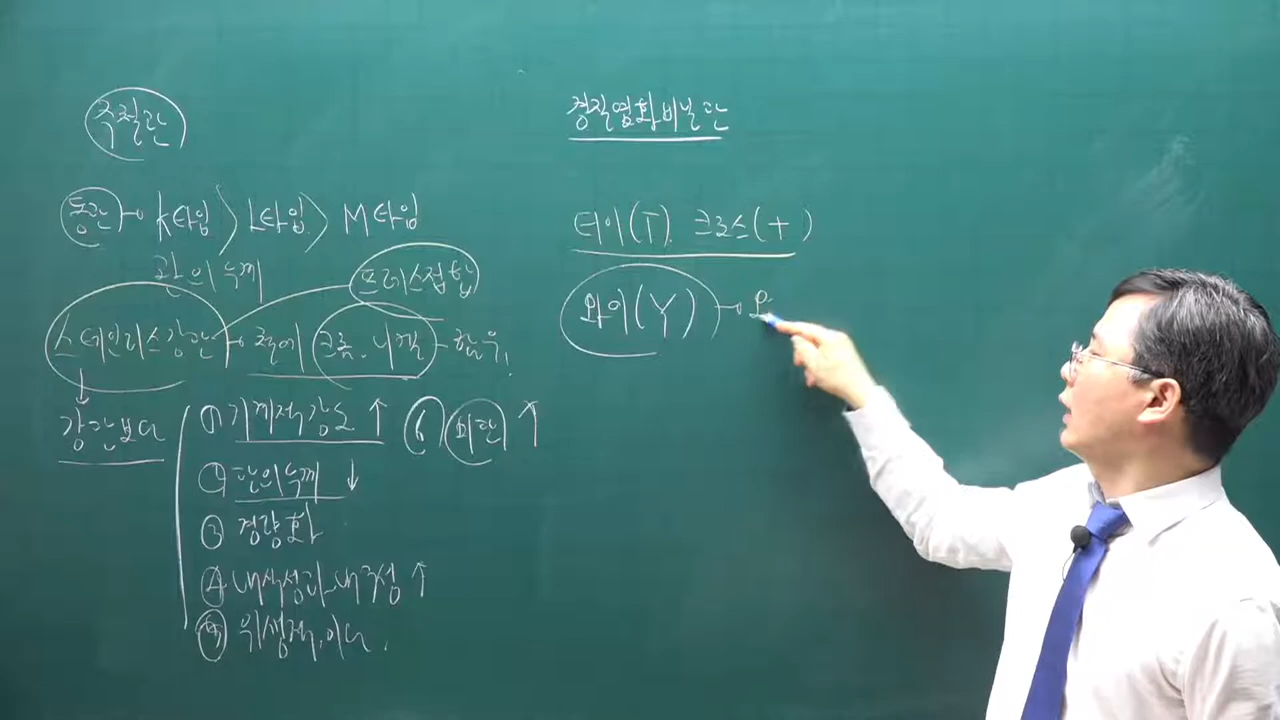 주철관
동관 → K타입 > L타입 > M타입
관의 두께
프레스접합
스테인리스강관 → 철에 크롬, 니켈 - 함유.
강관보다
① 기계적강도 ↑
⑥ 외관 ↑
② 관의두께 ↓
③ 경량화
④ 내식성과 내구성 ↑
⑤ 위생적이다.
경질염화비닐관
티이(T), 크로스(+)
와이(Y) →